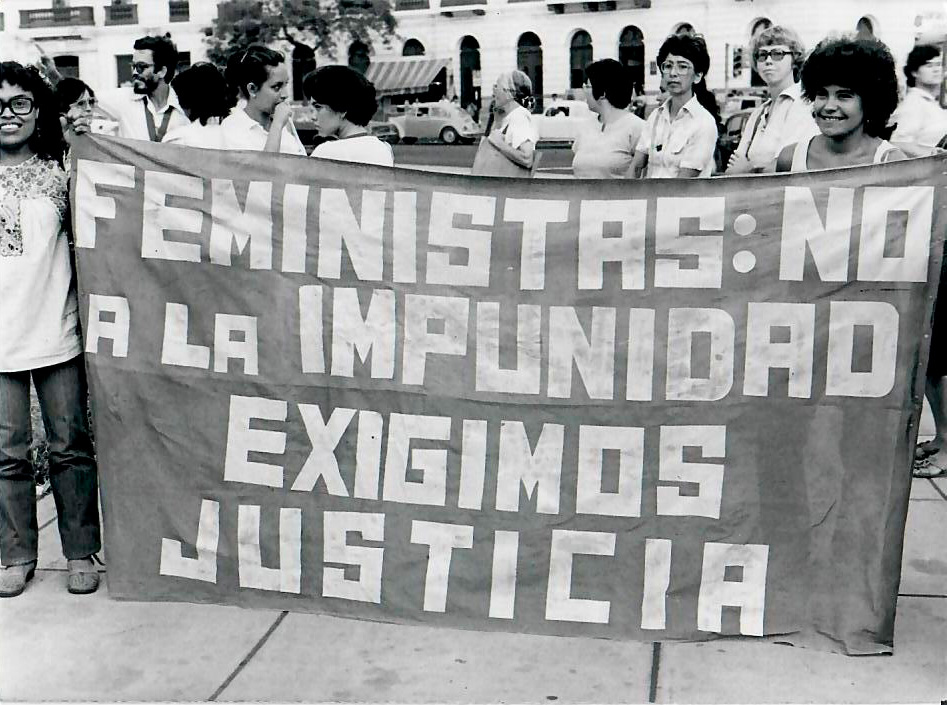 FEMINISTAS: NO
A LA IMPUNIDAD
EXIGIMOS
JUSTICIA